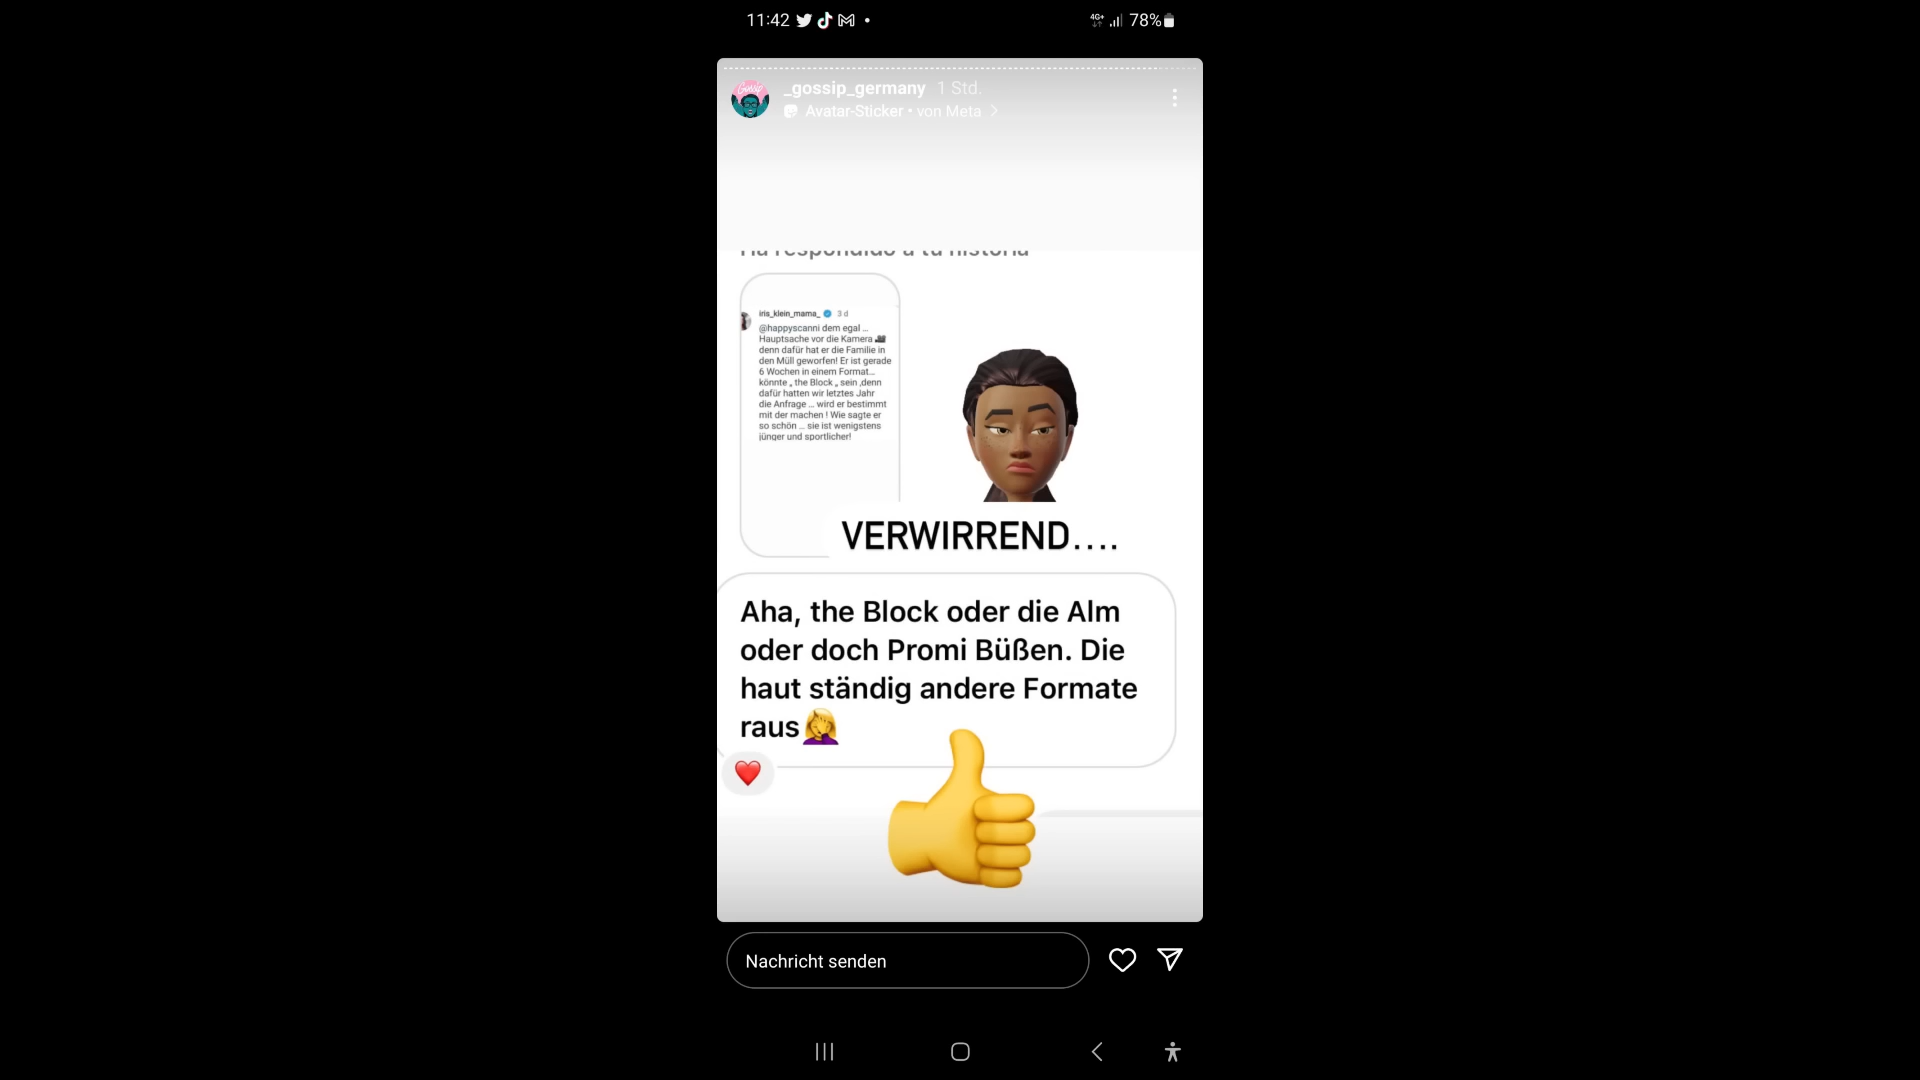 11:42
4G+
78%
Gossip
_gossip_germany 1 Std.
Avatar-Sticker • von Meta
Ha respondido a tu historia
iris_klein_mama_ 3 d
@happyscanni dem egal ...
Hauptsache vor die Kamera 🎥
denn dafür hat er die Familie in
den Müll geworfen! Er ist gerade
6 Wochen in einem Format...
könnte „ the Block „ sein ,denn
dafür hatten wir letztes Jahr
die Anfrage ... wird er bestimmt
mit der machen ! Wie sagte er
so schön ... sie ist wenigstens
jünger und sportlicher!
VERWIRREND....
Aha, the Block oder die Alm
oder doch Promi Büßen. Die
haut ständig andere Formate
raus🤦‍♀️
Nachricht senden